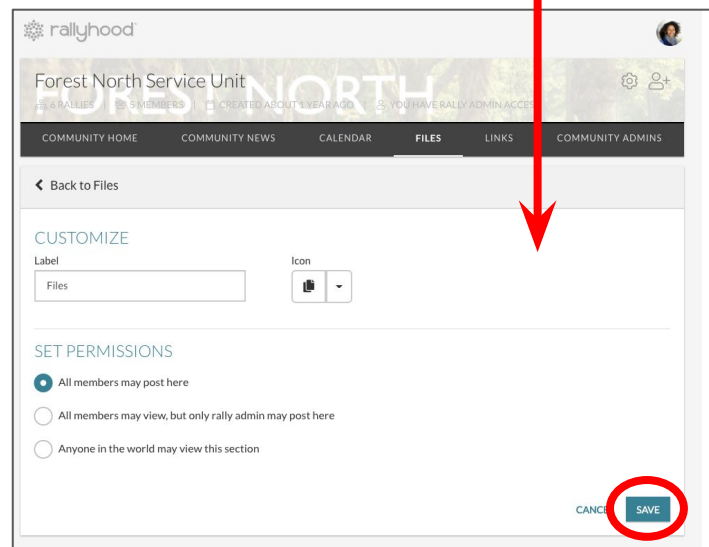 rallyhood
Forest North Service Unit
FOREST NORTH
6 RALLIES | 5 MEMBERS | CREATED ABOUT 1 YEAR AGO | YOU HAVE RALLY ADMIN ACCESS
COMMUNITY HOME COMMUNITY NEWS CALENDAR FILES LINKS COMMUNITY ADMINS
Back to Files
CUSTOMIZE
Label Icon
Files
SET PERMISSIONS
All members may post here
All members may view, but only rally admin may post here
Anyone in the world may view this section
CANCE SAVE